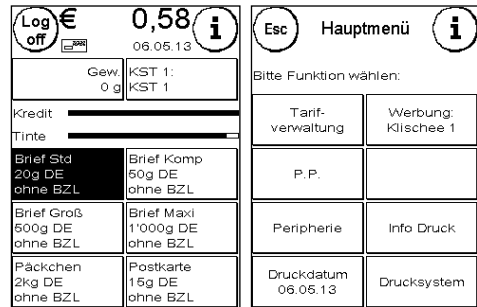 Log off
€ 0,58
i
06.05.13
Gew.
0 g
KST 1:
KST 1
Kredit
Tinte
Brief Std
20g DE
ohne BZL
Brief Komp
50g DE
ohne BZL
Brief Groß
500g DE
ohne BZL
Brief Maxi
1'000g DE
ohne BZL
Päckchen
2kg DE
ohne BZL
Postkarte
15g DE
ohne BZL
Esc
Hauptmenü
i
Bitte Funktion wählen:
Tarif-
verwaltung
Werbung:
Klischee 1
P.P.
Peripherie
Info Druck
Druckdatum
06.05.13
Drucksystem